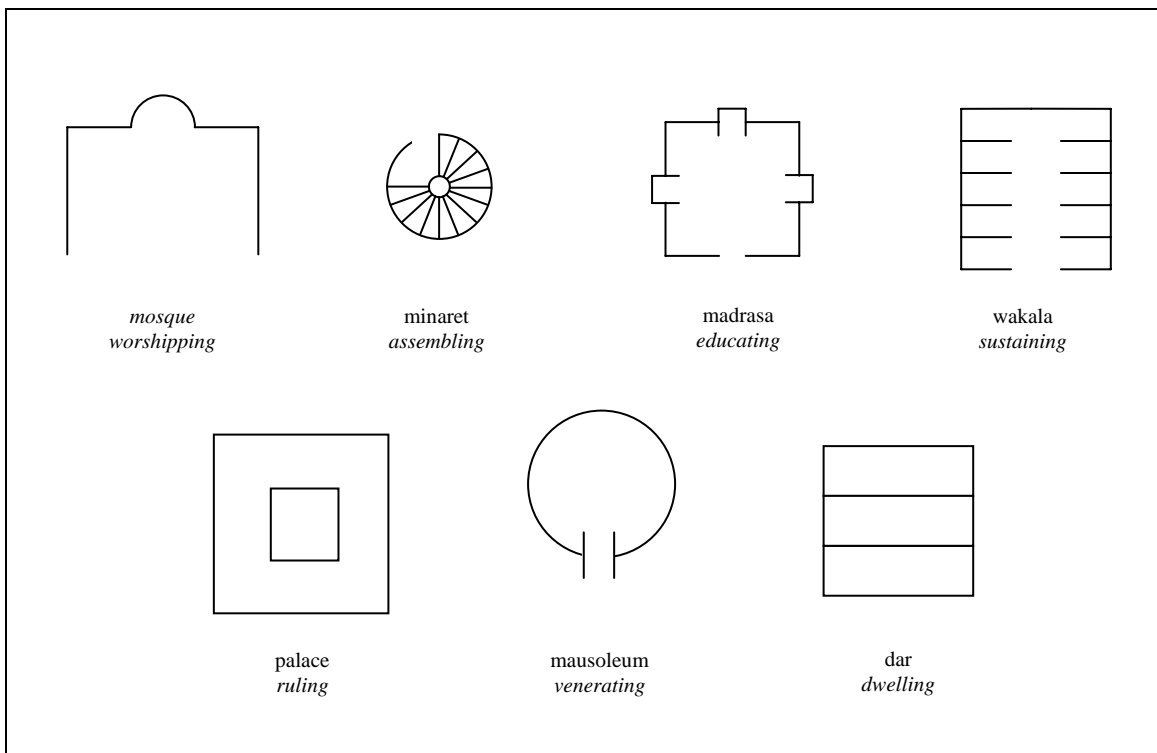 mosque
worshipping
minaret
assembling
madrasa
educating
wakala
sustaining
palace
ruling
mausoleum
venerating
dar
dwelling